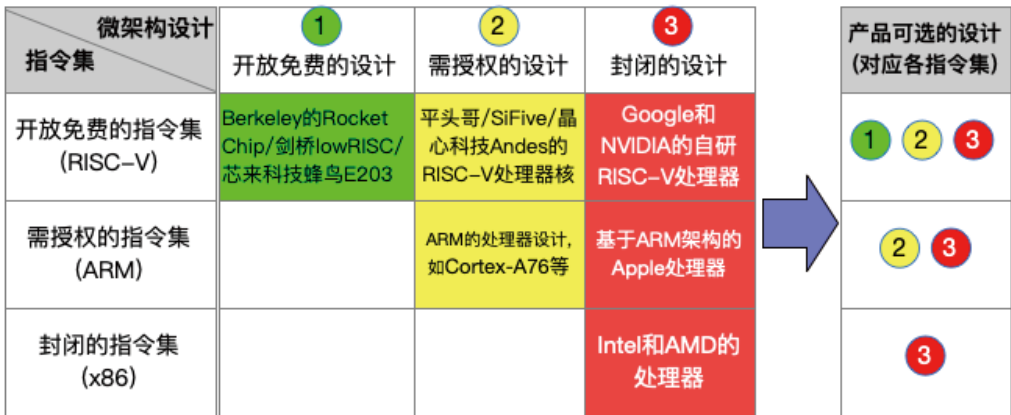 微架构设计
指令集
1
开放免费的设计
2
需授权的设计
3
封闭的设计
产品可选的设计
(对应各指令集)
开放免费的指令集
(RISC-V)
Berkeley的Rocket
Chip/剑桥lowRISC/
芯来科技蜂鸟E203
平头哥/SiFive/晶
心科技Andes的
RISC-V处理器核
Google和
NVIDIA的自研
RISC-V处理器
1 2 3
需授权的指令集
(ARM)
ARM的处理器设计,
如Cortex-A76等
基于ARM架构的
Apple处理器
2 3
封闭的指令集
(x86)
Intel和AMD的
处理器
3